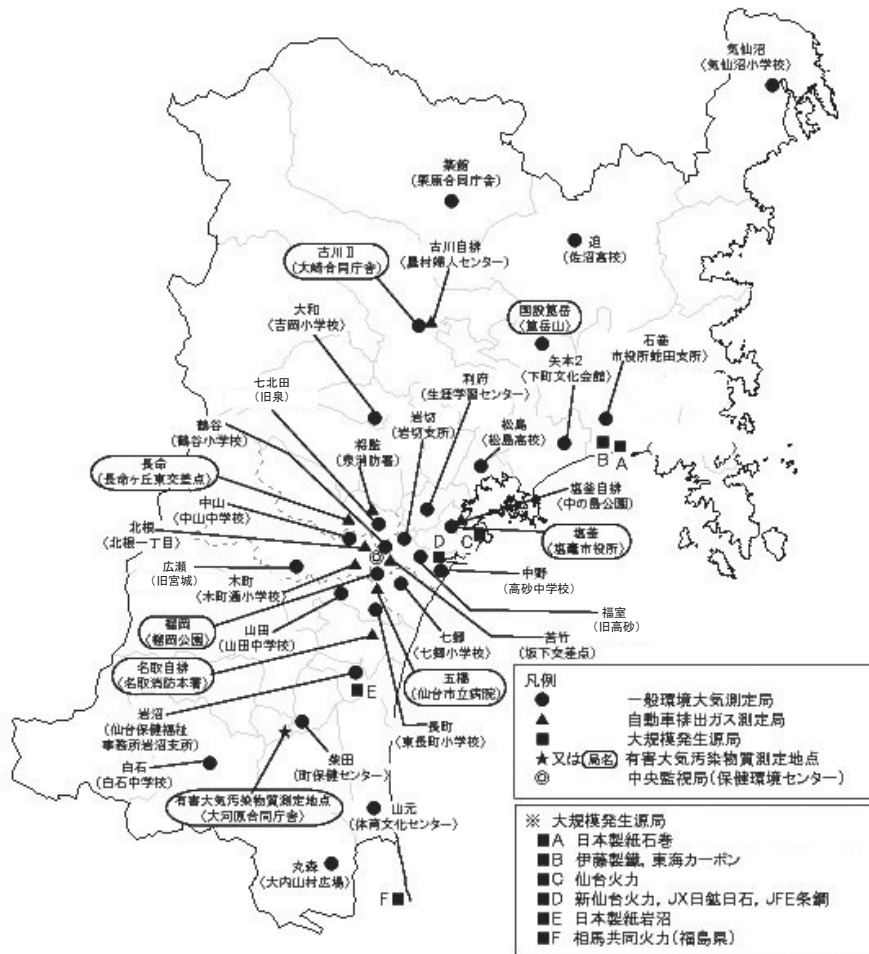 気仙沼
〈気仙沼小学校〉
築館
〈栗原合同庁舎〉
迫
〈佐沼高校〉
古川Ⅱ
〈大崎合同庁舎〉
古川自排
〈農村婦人センター〉
国設箆岳
〈箆岳山〉
大和
〈吉岡小学校〉
石巻
市役所蛇田支所〉
矢本2
〈下町文化会館〉
利府
〈生涯学習センター〉
七北田
（旧泉）
岩切
〈岩切支所〉
松島
〈松島高校〉
鶴谷
〈鶴谷小学校〉
将監
〈泉消防署〉
B
A
長命
〈長命ヶ丘東交差点〉
塩釜自排
〈中の島公園〉
中山
〈中山中学校〉
北根
〈北根一丁目〉
D
C
塩釜
〈塩竈市役所〉
広瀬
（旧宮城）
木町
〈木町通小学校〉
中野
〈高砂中学校〉
福室
（旧高砂）
榴岡
〈榴岡公園〉
山田
〈山田中学校〉
七郷
〈七郷小学校〉
苦竹
〈坂下交差点〉
名取自排
〈名取消防本署〉
五橋
〈仙台市立病院〉
E
岩沼
〈仙台保健福祉
事務所岩沼支所〉
長町
〈東長町小学校〉
白石
〈白石中学校〉
柴田
〈町保健センター〉
有害大気汚染物質測定地点
〈大河原合同庁舎〉
山元
〈体育文化センター〉
丸森
〈大内山村広場〉
F
凡例
● 一般環境大気測定局
▲ 自動車排出ガス測定局
■ 大規模発生源局
★又は局名 有害大気汚染物質測定地点
◎ 中央監視局（保健環境センター）
※ 大規模発生源局
■A 日本製紙石巻
■B 伊藤製鐵，東海カーボン
■C 仙台火力
■D 新仙台火力，JX日鉱日石，JFE条鋼
■E 日本製紙岩沼
■F 相馬共同火力（福島県）